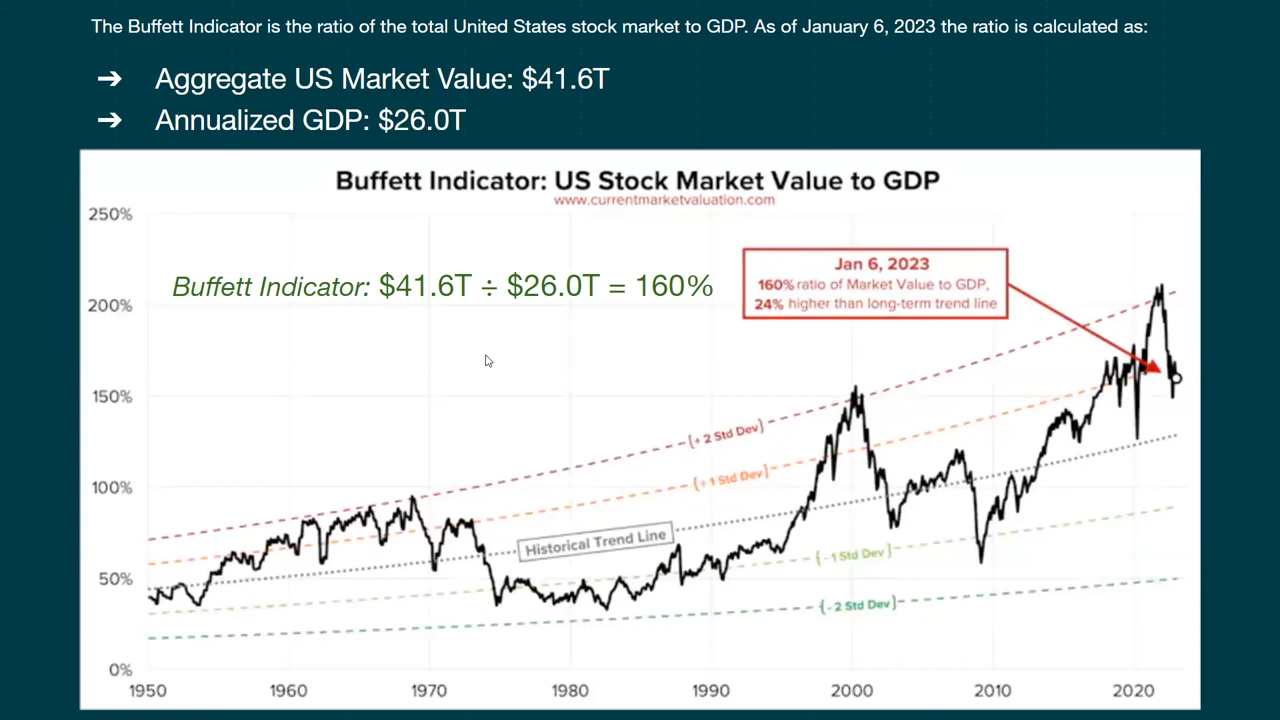 The Buffett Indicator is the ratio of the total United States stock market to GDP. As of January 6, 2023 the ratio is calculated as:
➔ Aggregate US Market Value: $41.6T
➔ Annualized GDP: $26.0T
Buffett Indicator: US Stock Market Value to GDP
www.currentmarketvaluation.com
250%
Jan 6, 2023
160% ratio of Market Value to GDP,
24% higher than long-term trend line
Buffett Indicator: $41.6T ÷ $26.0T = 160%
200%
150%
(+ 2 Std Dev)
(+ 1 Std Dev)
100%
Historical Trend Line
(- 1 Std Dev)
50%
(- 2 Std Dev)
0%
1950 1960 1970 1980 1990 2000 2010 2020